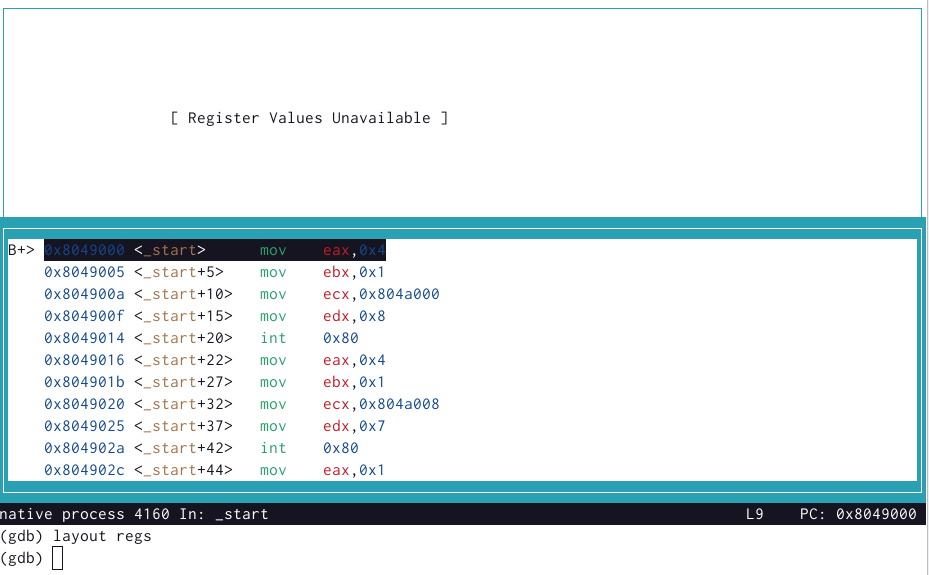 [ Register Values Unavailable ]
B+> 0x8049000 <_start> mov eax,0x4
0x8049005 <_start+5> mov ebx,0x1
0x804900a <_start+10> mov ecx,0x804a000
0x804900f <_start+15> mov edx,0x8
0x8049014 <_start+20> int 0x80
0x8049016 <_start+22> mov eax,0x4
0x804901b <_start+27> mov ebx,0x1
0x8049020 <_start+32> mov ecx,0x804a008
0x8049025 <_start+37> mov edx,0x7
0x804902a <_start+42> int 0x80
0x804902c <_start+44> mov eax,0x1
native process 4160 In: _start L9 PC: 0x8049000
(gdb) layout regs
(gdb)